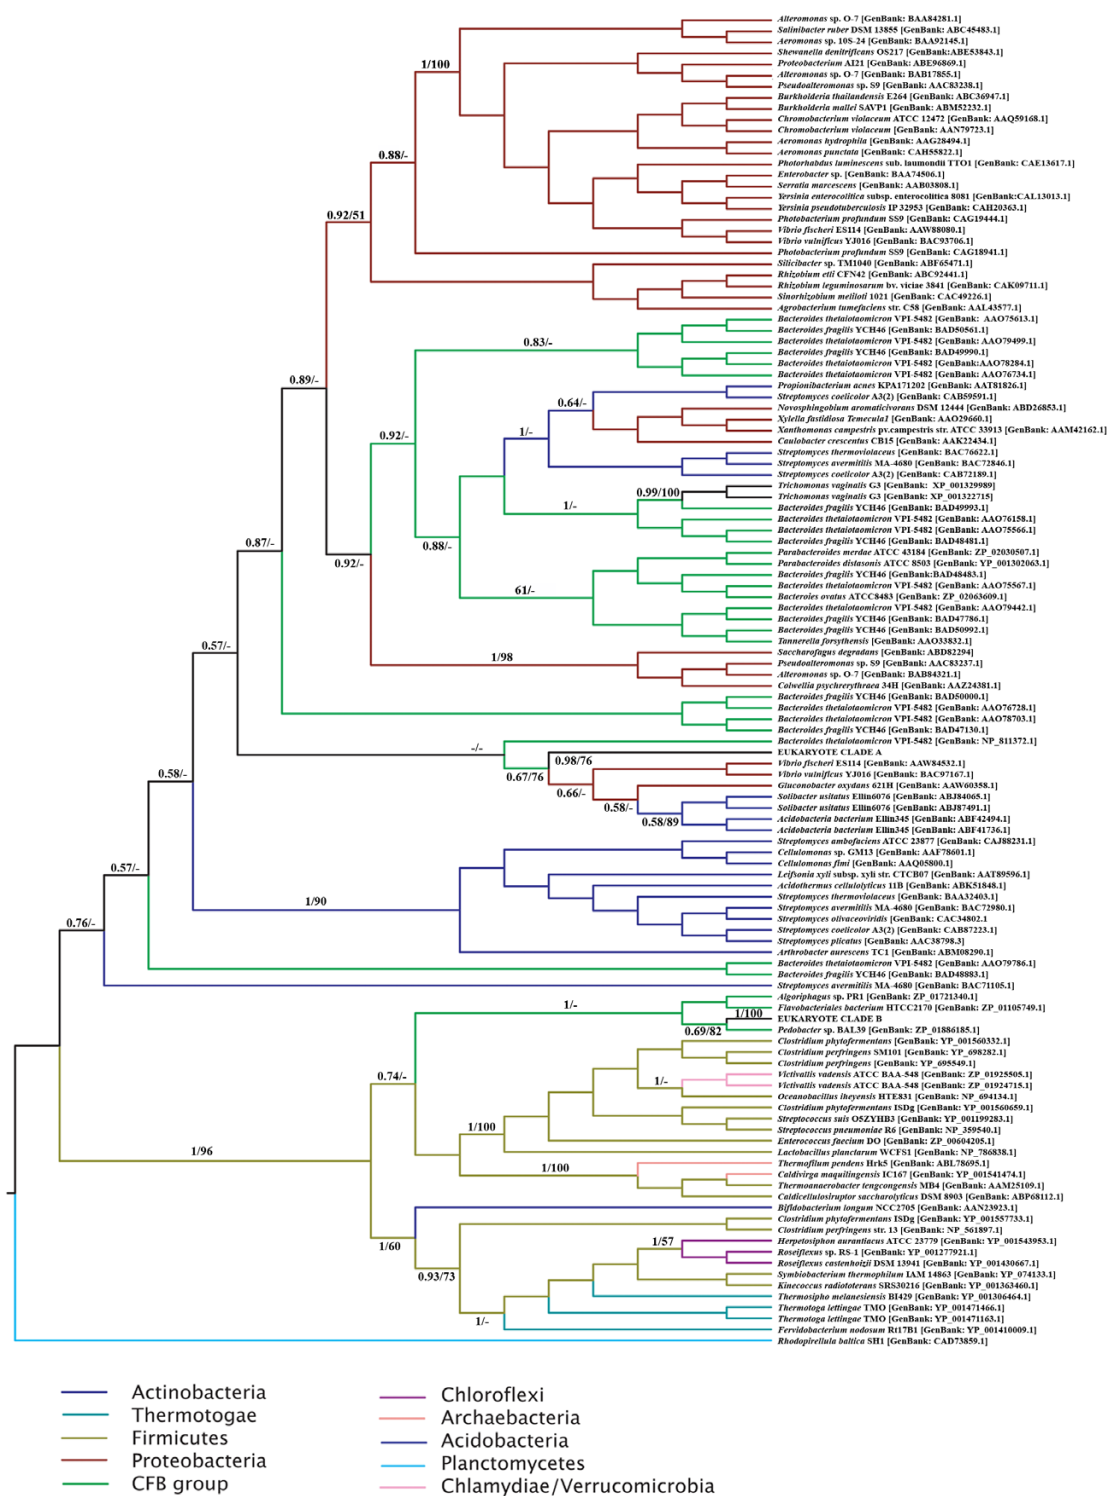 Alteromonas sp. O-7 [GenBank: BAA84281.1]
Salinibacter ruber DSM 13855 [GenBank: ABC45483.1]
Aeromonas sp. 10S-24 [GenBank: BAA92145.1]
Shewanella denitrificans OS217 [GenBank:ABE53843.1]
Proteobacterium AI21 [GenBank: ABE96869.1]
1/100
Alteromonas sp. O-7 [GenBank: BAB17855.1]
Pseudoalteromonas sp. S9 [GenBank: AAC83238.1]
Burkholderia thailandensis E264 [GenBank: ABC36947.1]
Burkholderia mallei SAVP1 [GenBank: ABM52232.1]
Chromobacterium violaceum ATCC 12472 [GenBank: AAQ59168.1]
Chromobacterium violaceum [GenBank: AAN79723.1]
Aeromonas hydrophila [GenBank: AAG28494.1]
Aeromonas punctata [GenBank: CAH55822.1]
0.88/-
Photorhabdus luminescens sub. laumondii TTO1 [GenBank: CAE13617.1]
Enterobacter sp. [GenBank: BAA74506.1]
Serratia marcescens [GenBank: AAB03808.1]
Yersinia enterocolitica subsp. enterocolitica 8081 [GenBank:CAL13013.1]
Yersinia pseudotuberculosis IP 32953 [GenBank: CAH20363.1]
0.92/51
Photobacterium profundum SS9 [GenBank: CAG19444.1]
Vibrio fischeri ES114 [GenBank: AAW88080.1]
Vibrio vulnificus YJ016 [GenBank: BAC93706.1]
Photobacterium profundum SS9 [GenBank: CAG18941.1]
Silicibacter sp. TM1040 [GenBank: ABF65471.1]
Rhizobium etli CFN42 [GenBank: ABC92441.1]
Rhizobium leguminosarum bv. viciae 3841 [GenBank: CAK09711.1]
Sinorhizobium meliloti 1021 [GenBank: CAC49226.1]
Agrobacterium tumefaciens str. C58 [GenBank: AAL43577.1]
Bacteroides thetaiotaomicron VPI-5482 [GenBank: AAO75613.1]
Bacteroides fragilis YCH46 [GenBank: BAD50561.1]
0.83/-
Bacteroides thetaiotaomicron VPI-5482 [GenBank: AAO79499.1]
Bacteroides fragilis YCH46 [GenBank: BAD49990.1]
Bacteroides thetaiotaomicron VPI-5482 [GenBank:AAO78284.1]
Bacteroides thetaiotaomicron VPI-5482 [GenBank: AAO76734.1]
0.89/-
Propionibacterium acnes KPA171202 [GenBank: AAT81826.1]
Streptomyces coelicolor A3(2) [GenBank: CAB59591.1]
0.64/-
Novosphingobium aromaticivorans DSM 12444 [GenBank: ABD26853.1]
Xylella fastidiosa Temecula1 [GenBank: AAO29660.1]
Xanthomonas campestris pv.campestris str. ATCC 33913 [GenBank: AAM42162.1]
0.92/-
1/-
Caulobacter crescentus CB15 [GenBank: AAK22434.1]
Streptomyces thermoviolaceus [GenBank: BAC76622.1]
Streptomyces avermitilis MA-4680 [GenBank: BAC72846.1]
Streptomyces coelicolor A3(2) [GenBank: CAB72189.1]
Trichomonas vaginalis G3 [GenBank: XP_001329989]
0.99/100
Trichomonas vaginalis G3 [GenBank: XP_001322715]
1/-
Bacteroides fragilis YCH46 [GenBank: BAD49993.1]
Bacteroides thetaiotaomicron VPI-5482 [GenBank: AAO76158.1]
Bacteroides thetaiotaomicron VPI-5482 [GenBank: AAO75566.1]
0.87/-
0.88/-
Bacteroides fragilis YCH46 [GenBank: BAD48481.1]
Parabacteroides merdae ATCC 43184 [GenBank: ZP_02030507.1]
0.92/-
Parabacteroides distasonis ATCC 8503 [GenBank: YP_001302063.1]
Bacteroides fragilis YCH46 [GenBank:BAD48483.1]
Bacteroides thetaiotaomicron VPI-5482 [GenBank: AAO75567.1]
61/-
Bacteroies ovatus ATCC8483 [GenBank: ZP_02063609.1]
Bacteroides thetaiotaomicron VPI-5482 [GenBank: AAO79442.1]
Bacteroides fragilis YCH46 [GenBank: BAD47786.1]
Bacteroides fragilis YCH46 [GenBank: BAD50992.1]
Tannerella forsythensis [GenBank: AAO33832.1]
0.57/-
Saccharofagus degradans [GenBank: ABD82294]
1/98
Pseudoalteromonas sp. S9 [GenBank: AAC83237.1]
Alteromonas sp. O-7 [GenBank: BAB84321.1]
Colwellia psychrerythraea 34H [GenBank: AAZ24381.1]
Bacteroides fragilis YCH46 [GenBank: BAD50000.1]
Bacteroides thetaiotaomicron VPI-5482 [GenBank: AAO76728.1]
Bacteroides thetaiotaomicron VPI-5482 [GenBank: AAO78703.1]
Bacteroides fragilis YCH46 [GenBank: BAD47130.1]
Bacteroides thetaiotaomicron VPI-5482 [GenBank: NP_811372.1]
-/-
EUKARYOTE CLADE A
0.98/76
Vibrio fischeri ES114 [GenBank: AAW84532.1]
0.58/-
0.67/76
Vibrio vulnificus YJ016 [GenBank: BAC97167.1]
Gluconobacter oxydans 621H [GenBank: AAW60358.1]
0.66/-
Solibacter usitatus Ellin6076 [GenBank: ABJ84065.1]
0.58/-
Solibacter usitatus Ellin6076 [GenBank: ABJ87491.1]
0.58/89
Acidobacteria bacterium Ellin345 [GenBank: ABF42494.1]
Acidobacteria bacterium Ellin345 [GenBank: ABF41736.1]
Streptomyces ambofaciens ATCC 23877 [GenBank: CAJ88231.1]
Cellulomonas sp. GM13 [GenBank: AAF78601.1]
Cellulomonas fimi [GenBank: AAQ05800.1]
0.57/-
Leifsonia xyli subsp. xyli str. CTCB07 [GenBank: AAT89596.1]
Acidothermus cellulolyticus 11B [GenBank: ABK51848.1]
Streptomyces thermoviolaceus [GenBank: BAA32403.1]
1/90
Streptomyces avermitilis MA-4680 [GenBank: BAC72980.1]
Streptomyces olivaceoviridis [GenBank: CAC34802.1
0.76/-
Streptomyces coelicolor A3(2) [GenBank: CAB87223.1]
Streptomyces plicatus [GenBank: AAC38798.3]
Arthrobacter aurescens TC1 [GenBank: ABM08290.1]
Bacteroides thetaiotaomicron VPI-5482 [GenBank: AAO79786.1]
Bacteroides fragilis YCH46 [GenBank: BAD48883.1]
Streptomyces avermitilis MA-4680 [GenBank: BAC71105.1]
Algoriphagus sp. PR1 [GenBank: ZP_01721340.1]
1/-
Flavobacteriales bacterium HTCC2170 [GenBank: ZP_01105749.1]
1/100
EUKARYOTE CLADE B
0.69/82
Pedobacter sp. BAL39 [GenBank: ZP_01886185.1]
Clostridium phytofermentans [GenBank: YP_001560332.1]
Clostridium perfringens SM101 [GenBank: YP_698282.1]
Clostridium perfringens [GenBank: YP_695549.1]
0.74/-
Victivallis vadensis ATCC BAA-548 [GenBank: ZP_01925505.1]
1/-
Victivallis vadensis ATCC BAA-548 [GenBank: ZP_01924715.1]
Oceanobacillus iheyensis HTE831 [GenBank: NP_694134.1]
Clostridium phytofermentans ISDg [GenBank: YP_001560659.1]
Streptococcus suis O5ZYHB3 [GenBank: YP_001199283.1]
1/100
Streptococcus pneumoniae R6 [GenBank: NP_359540.1]
Enterococcus faecium DO [GenBank: ZP_00604205.1]
1/96
Lactobacillus planctarum WCFS1 [GenBank: NP_786838.1]
Thermofilum pendens Hrk5 [GenBank: ABL78695.1]
1/100
Caldivirga maquilingensis IC167 [GenBank: YP_001541474.1]
Thermoanaerobacter tengcongensis MB4 [GenBank: AAM25109.1]
Caldicellulosiruptor saccharolyticus DSM 8903 [GenBank: ABP68112.1]
Bifidobacterium longum NCC2705 [GenBank: AAN23923.1]
Clostridium phytofermentans ISDg [GenBank: YP_001557733.1]
Clostridium perfringens str. 13 [GenBank: NP_561897.1]
1/60
1/57
Herpetosiphon aurantiacus ATCC 23779 [GenBank: YP_001543953.1]
Roseiflexus sp. RS-1 [GenBank: YP_001277921.1]
Roseiflexus castenholzii DSM 13941 [GenBank: YP_001430667.1]
0.93/73
Symbiobacterium thermophilum IAM 14863 [GenBank: YP_074133.1]
Kinecoccus radiototerans SRS30216 [GenBank: YP_001363460.1]
Thermosipho melanesiensis BI429 [GenBank: YP_001306464.1]
Thermotoga lettingae TMO [GenBank: YP_001471466.1]
1/-
Thermotoga lettingae TMO [GenBank: YP_001471163.1]
Fervidobacterium nodosum Rt17B1 [GenBank: YP_001410009.1]
Rhodopirellula baltica SH1 [GenBank: CAD73859.1]
Actinobacteria
Thermotogae
Firmicutes
Proteobacteria
CFB group
Chloroflexi
Archaebacteria
Acidobacteria
Planctomycetes
Chlamydiae/Verrucomicrobia